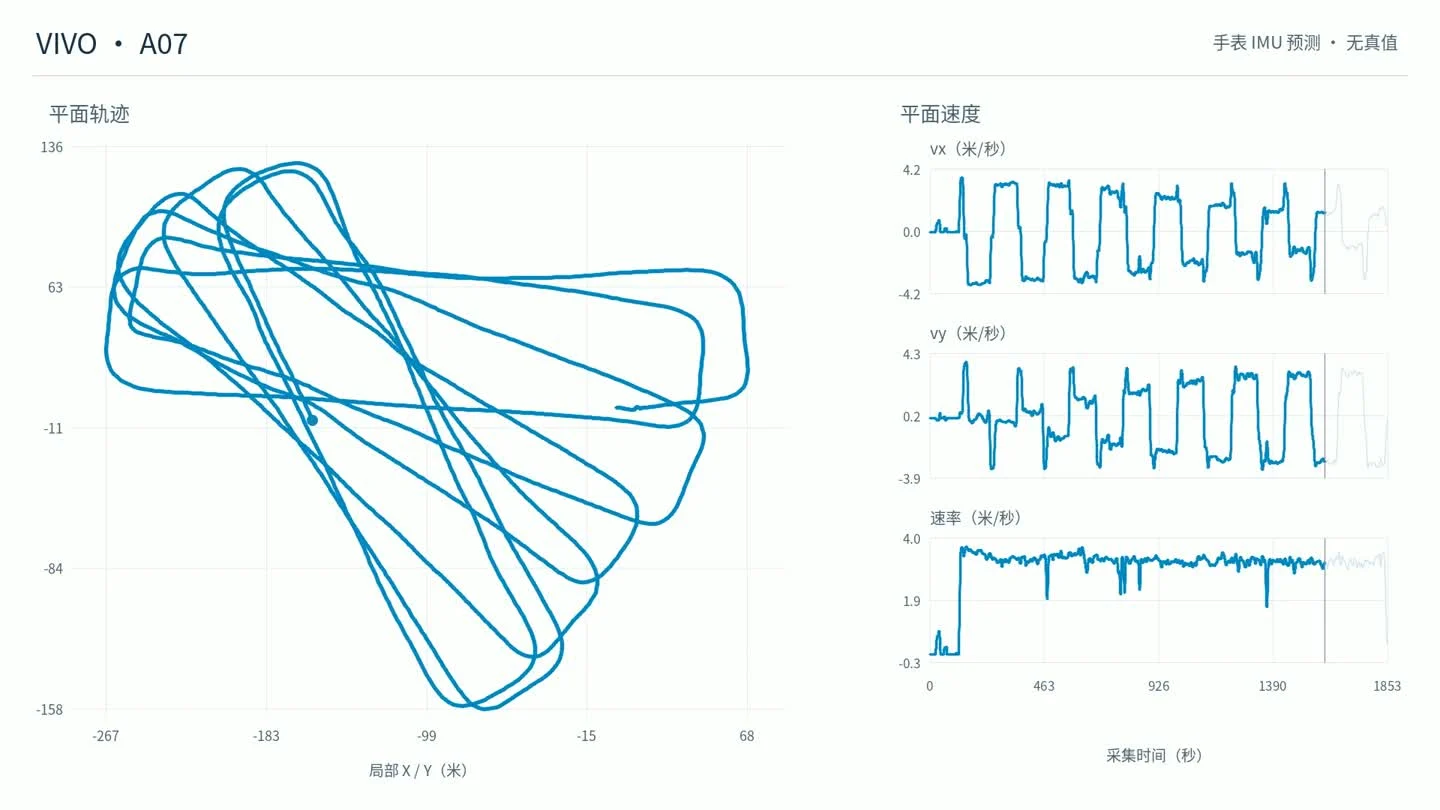 VIVO · A07
手表 IMU 预测 · 无真值
平面轨迹
136
63
-11
-84
-158
-267 -183 -99 -15 68
局部 X / Y（米）
平面速度
vx（米/秒）
4.2
0.0
-4.2
vy（米/秒）
4.3
0.2
-3.9
速率（米/秒）
4.0
1.9
-0.3
0 463 926 1390 1853
采集时间（秒）